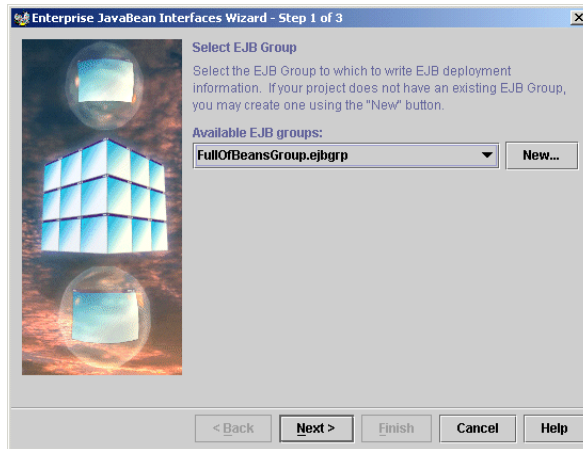 Enterprise JavaBean Interfaces Wizard - Step 1 of 3
Select EJB Group
Select the EJB Group to which to write EJB deployment
information. If your project does not have an existing EJB Group,
you may create one using the "New" button.
Available EJB groups:
FullOfBeansGroup.ejbgrp New...
< Back Next > Finish Cancel Help